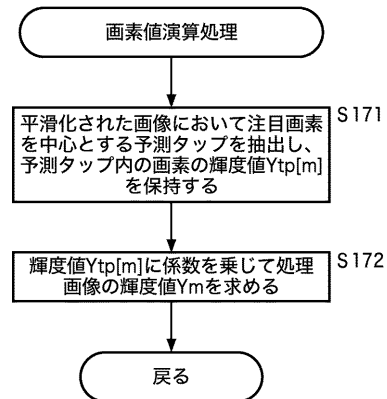 画素値演算処理
S171
平滑化された画像において注目画素
を中心とする予測タップを抽出し、
予測タップ内の画素の輝度値Ytp[m]
を保持する
S172
輝度値Ytp[m]に係数を乗じて処理
画像の輝度値Ymを求める
戻る